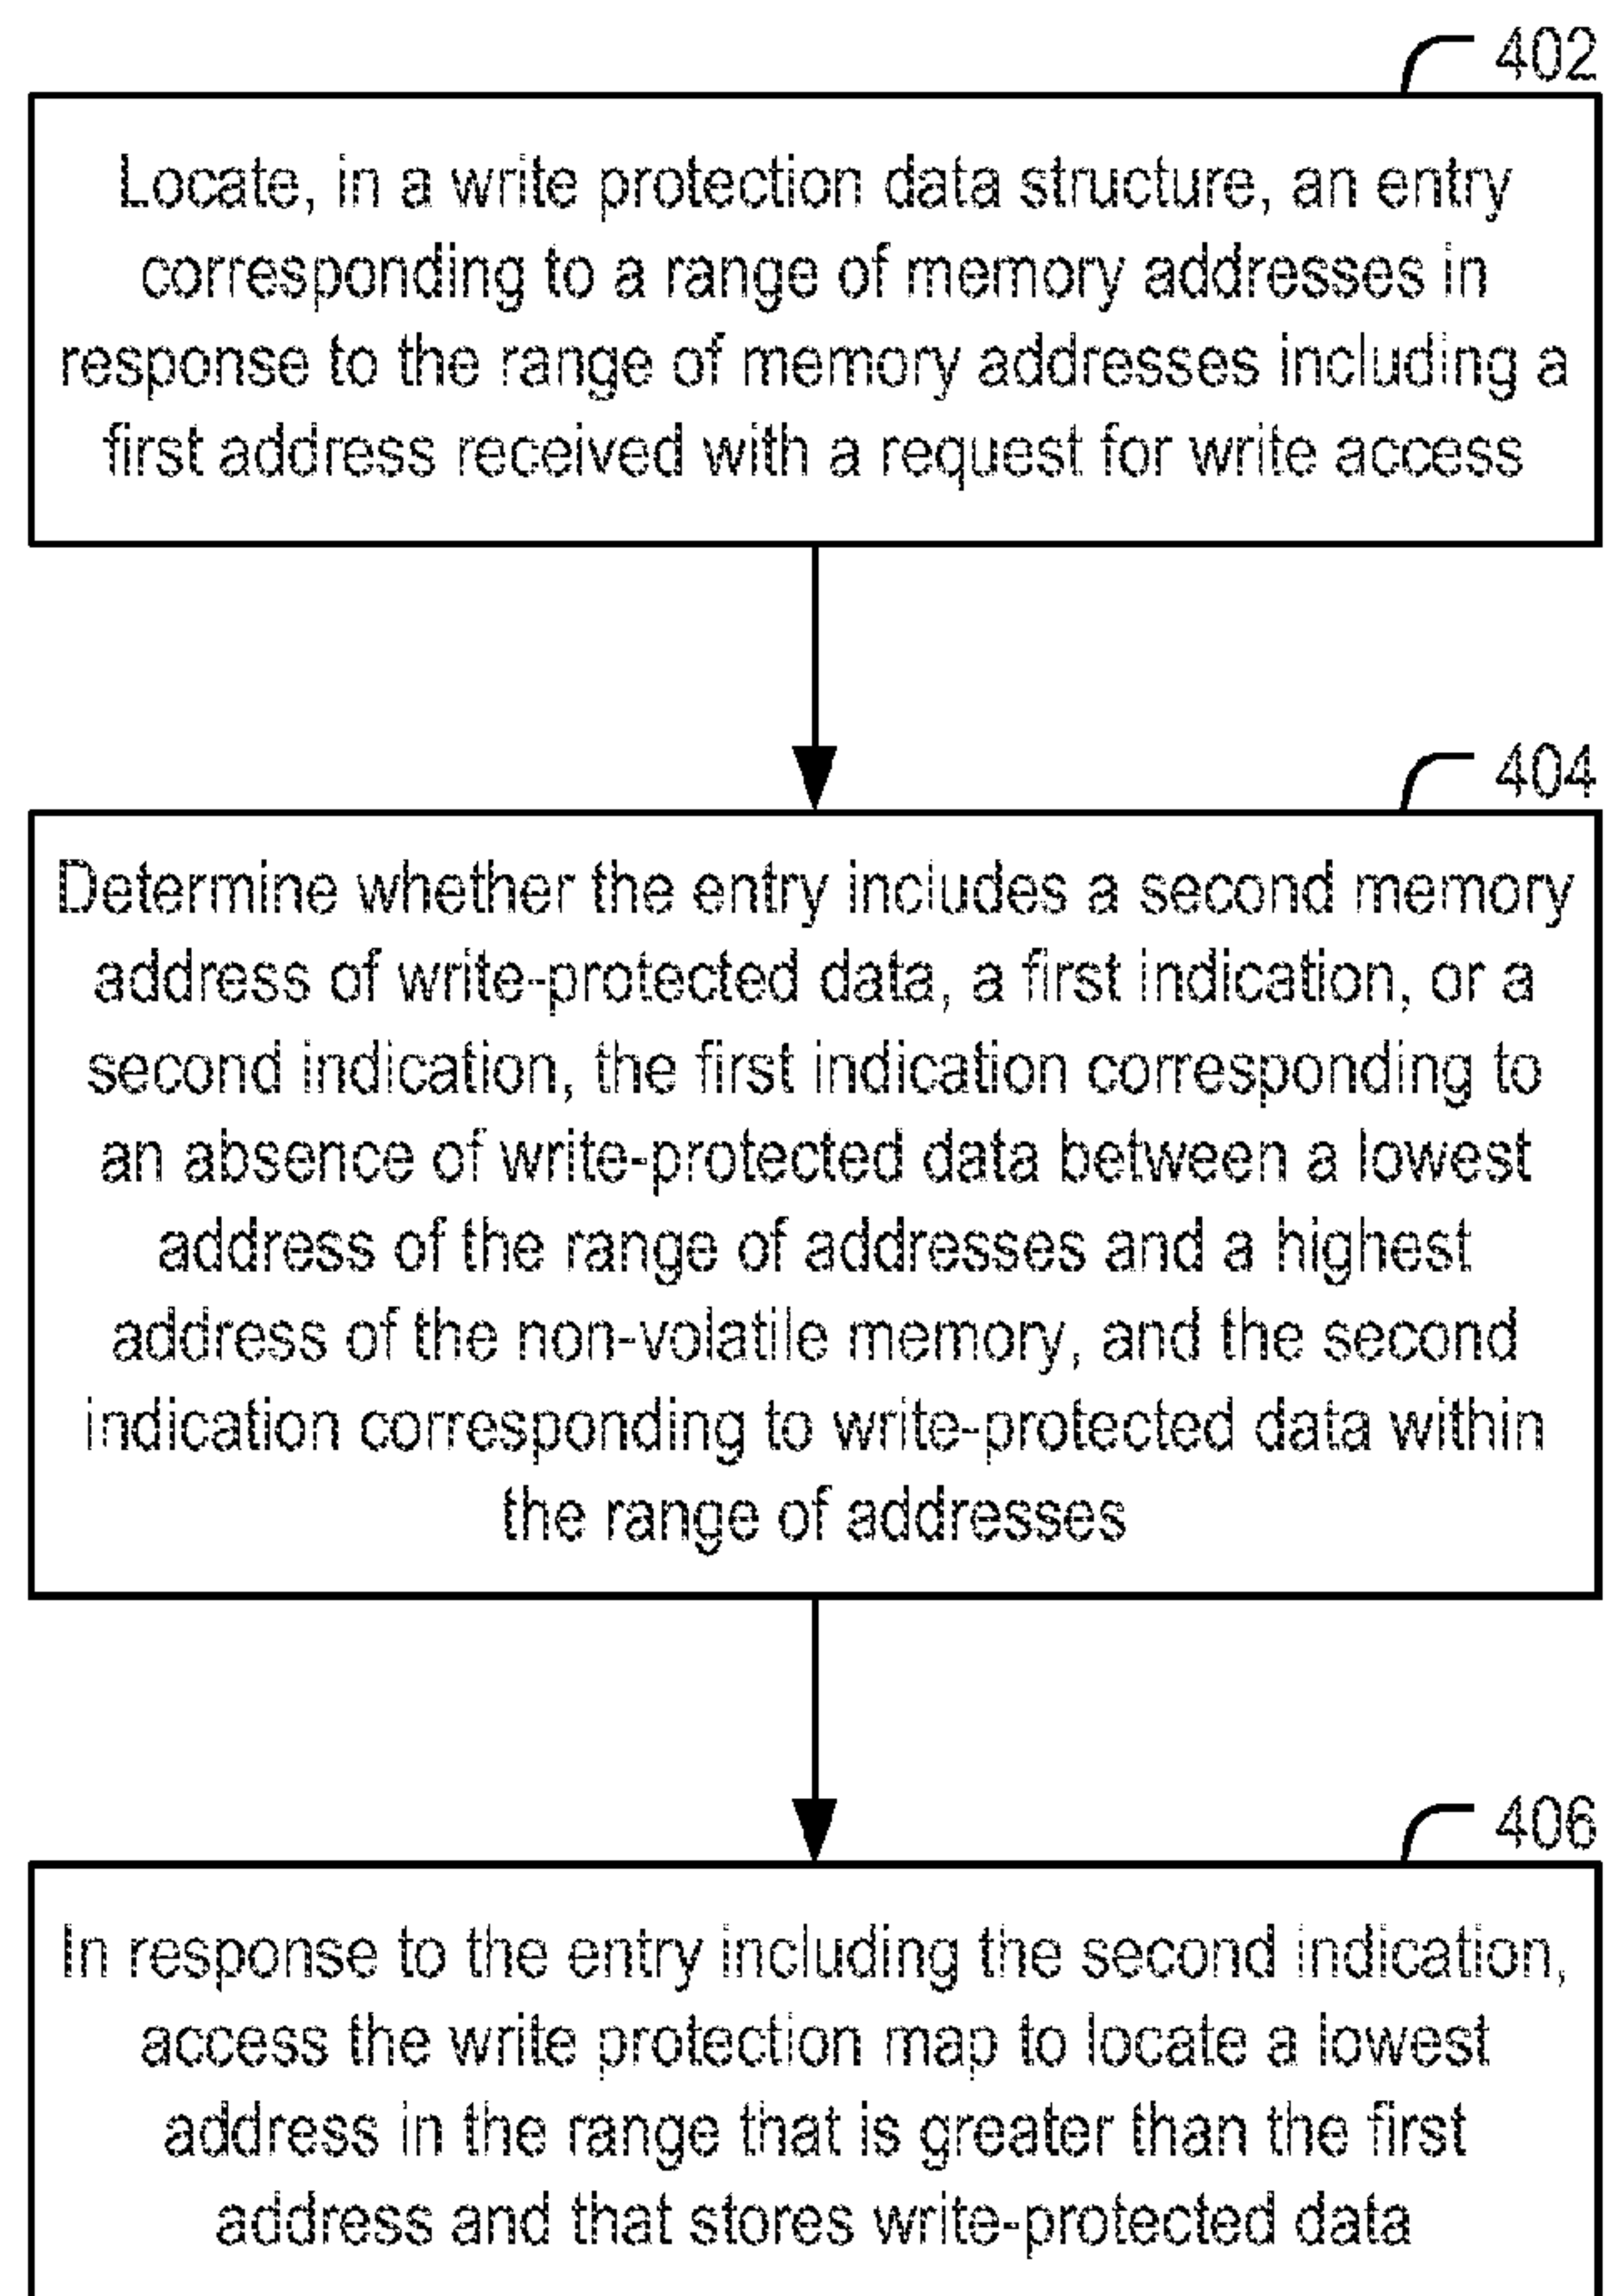 402
Locate, in a write protection data structure, an entry
corresponding to a range of memory addresses in
response to the range of memory addresses including a
first address received with a request for write access
404
Determine whether the entry includes a second memory
address of write-protected data, a first indication, or a
second indication, the first indication corresponding to
an absence of write-protected data between a lowest
address of the range of addresses and a highest
address of the non-volatile memory, and the second
indication corresponding to write-protected data within
the range of addresses
406
In response to the entry including the second indication,
access the write protection map to locate a lowest
address in the range that is greater than the first
address and that stores write-protected data